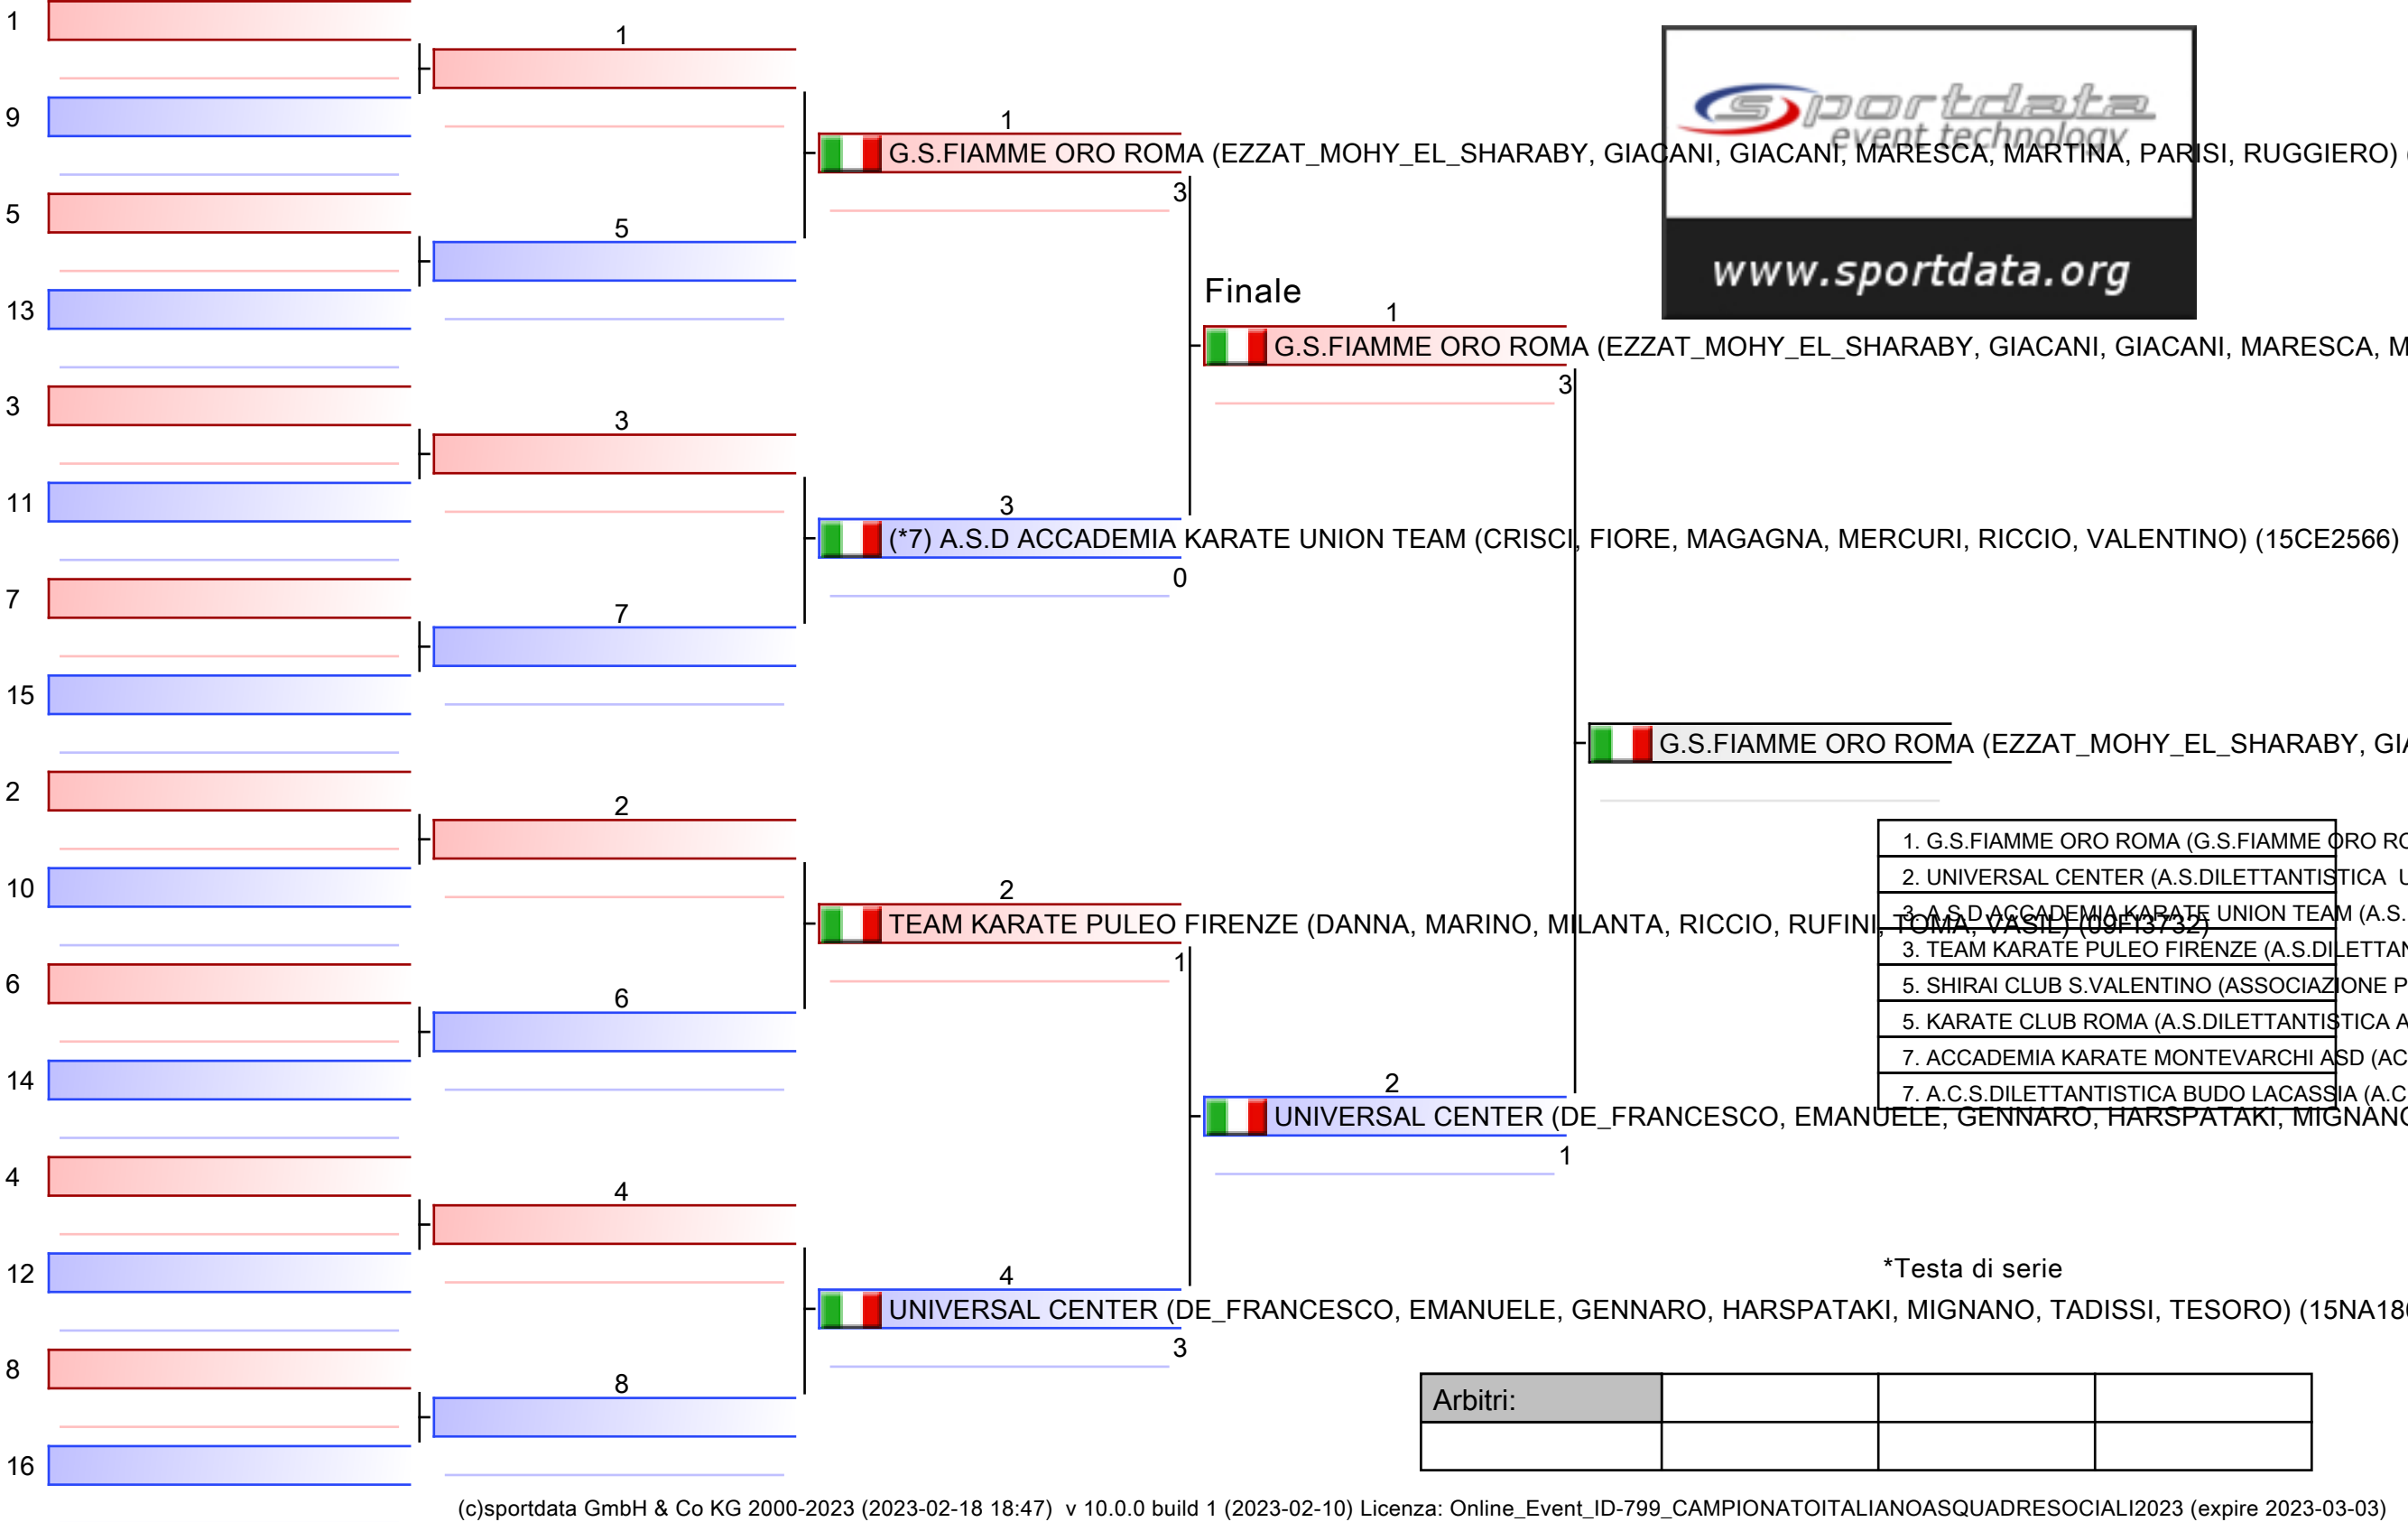 1
9
5
13
3
11
7
15
2
10
6
14
4
12
8
16
1
5
3
7
2
6
4
8
1
G.S.FIAMME ORO ROMA (EZZAT_MOHY_EL_SHARABY, GIACANI, GIACANI, MARESCA, MARTINA, PARISI, RUGGIERO) (
3
3
(*7) A.S.D ACCADEMIA KARATE UNION TEAM (CRISCI, FIORE, MAGAGNA, MERCURI, RICCIO, VALENTINO) (15CE2566)
0
2
TEAM KARATE PULEO FIRENZE (DANNA, MARINO, MILANTA, RICCIO, RUFINI, TOMA, VASIL) (09FI3732)
1
4
UNIVERSAL CENTER (DE_FRANCESCO, EMANUELE, GENNARO, HARSPATAKI, MIGNANO, TADISSI, TESORO) (15NA18
3
Finale
1
G.S.FIAMME ORO ROMA (EZZAT_MOHY_EL_SHARABY, GIACANI, GIACANI, MARESCA, M
3
2
UNIVERSAL CENTER (DE_FRANCESCO, EMANUELE, GENNARO, HARSPATAKI, MIGNANO
1
G.S.FIAMME ORO ROMA (EZZAT_MOHY_EL_SHARABY, GIA
sportdata
event technology
www.sportdata.org
1. G.S.FIAMME ORO ROMA (G.S.FIAMME ORO RO
2. UNIVERSAL CENTER (A.S.DILETTANTISTICA U
3. A.S.D ACCADEMIA KARATE UNION TEAM (A.S.
3. TEAM KARATE PULEO FIRENZE (A.S.DILETTAN
5. SHIRAI CLUB S.VALENTINO (ASSOCIAZIONE P
5. KARATE CLUB ROMA (A.S.DILETTANTISTICA A
7. ACCADEMIA KARATE MONTEVARCHI ASD (AC
7. A.C.S.DILETTANTISTICA BUDO LACASSIA (A.C
*Testa di serie
Arbitri:
(c)sportdata GmbH & Co KG 2000-2023 (2023-02-18 18:47) v 10.0.0 build 1 (2023-02-10) Licenza: Online_Event_ID-799_CAMPIONATOITALIANOASQUADRESOCIALI2023 (expire 2023-03-03)